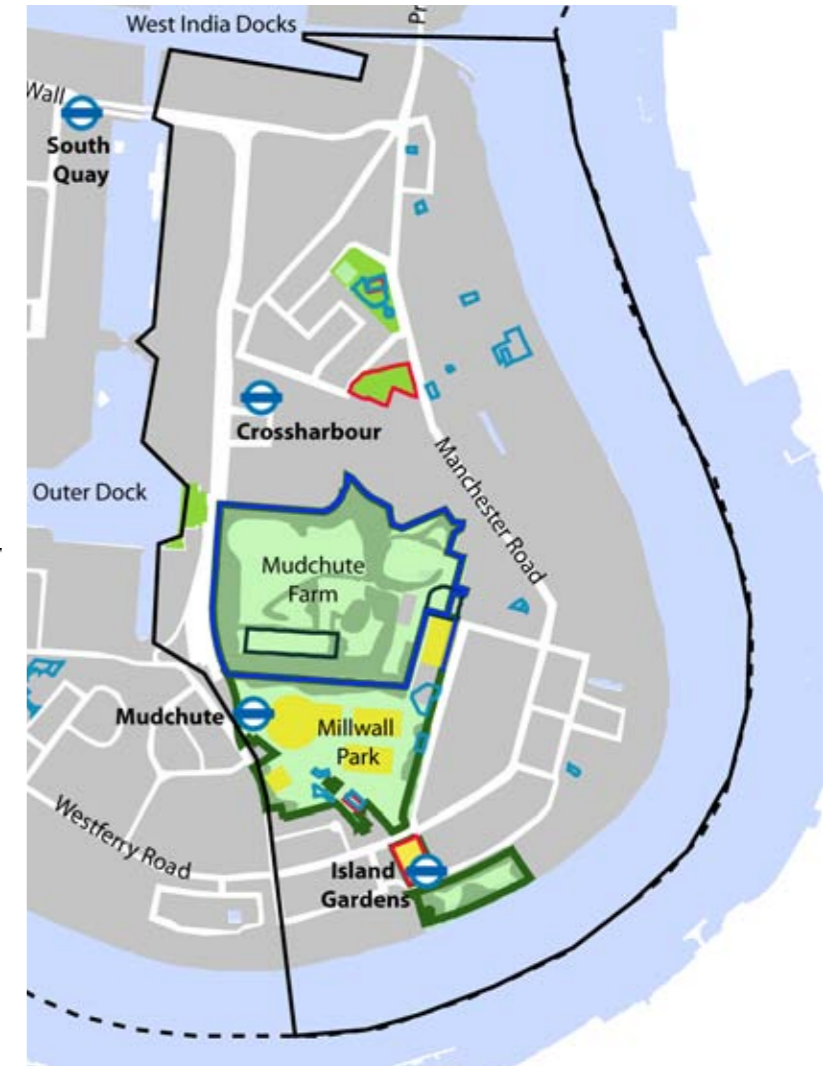 West India Docks
Pr
Wall
South
Quay
Crossharbour
Manchester Road
Outer Dock
Mudchute
Farm
Mudchute
Millwall
Park
Westferry Road
Island
Gardens